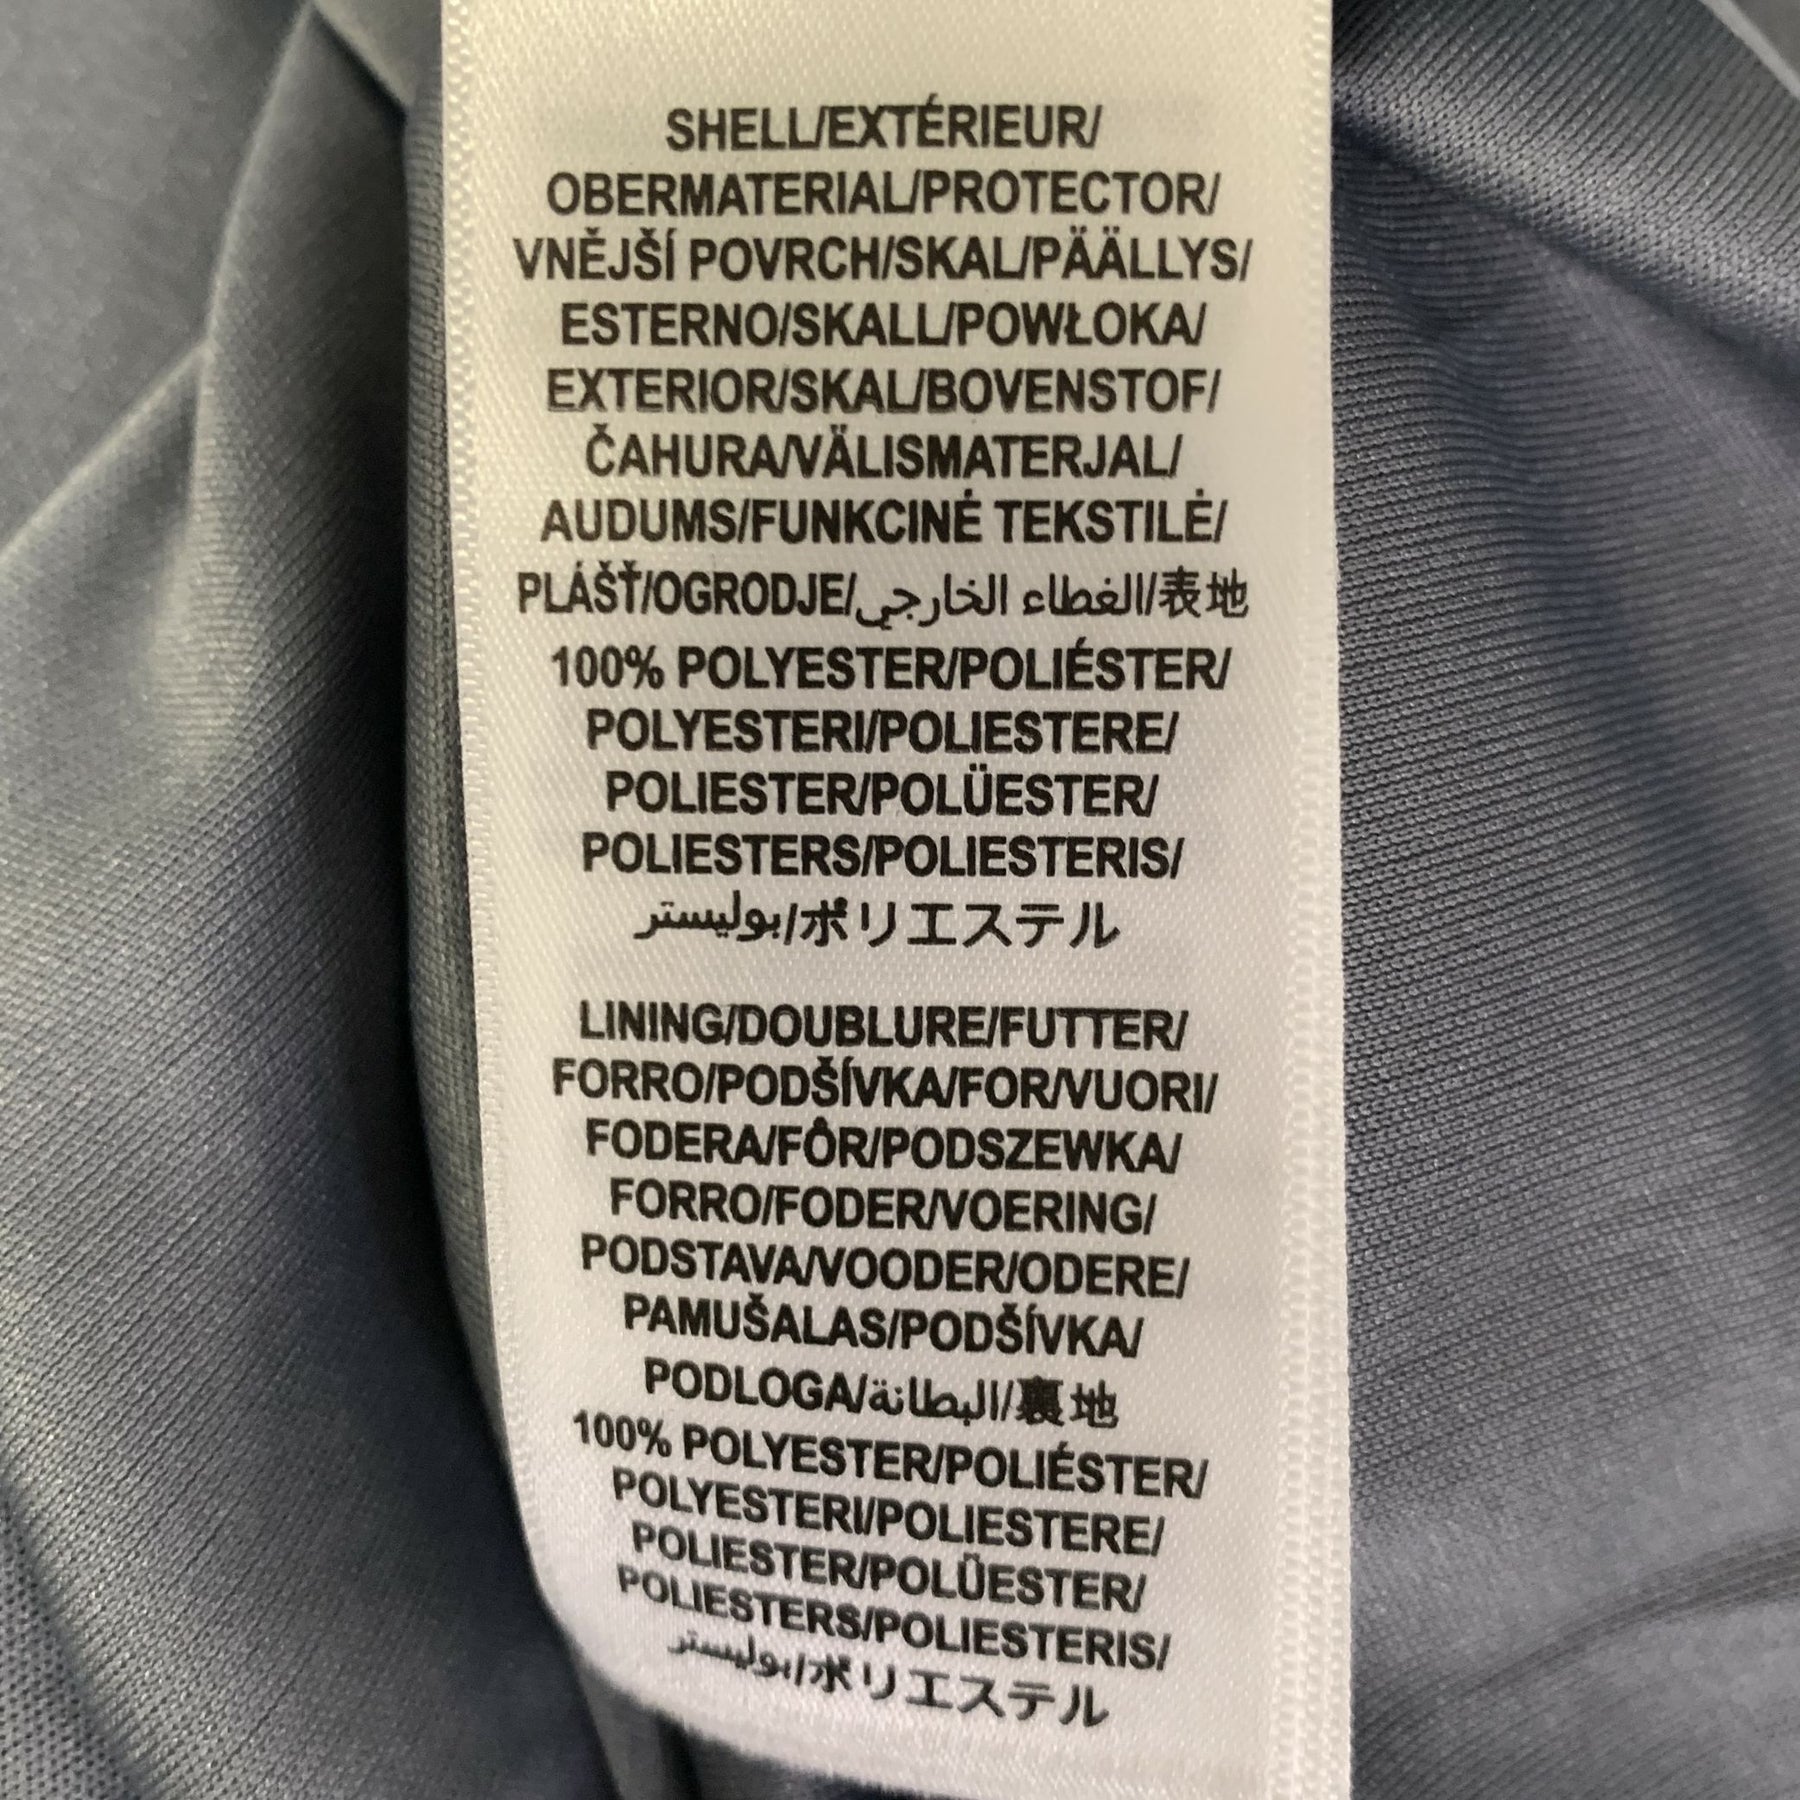 SHELL/EXTÉRIEUR/
OBERMATERIAL/PROTECTOR/
VNĚJŠÍ POVRCH/SKAL/PÄÄLLYS/
ESTERNO/SKALL/POWŁOKA/
EXTERIOR/SKAL/BOVENSTOF/
ČAHURA/VÄLISMATERJAL/
AUDUMS/FUNKCINĖ TEKSTILĖ/
PLÁŠŤ/OGRODJE/الغطاء الخارجي/表地
100% POLYESTER/POLIÉSTER/
POLYESTERI/POLIESTERE/
POLIESTER/POLÜESTER/
POLIESTERS/POLIESTERIS/
بوليستر/ポリエステル
LINING/DOUBLURE/FUTTER/
FORRO/PODŠÍVKA/FOR/VUORI/
FODERA/FÔR/PODSZEWKA/
FORRO/FODER/VOERING/
PODSTAVA/VOODER/ODERE/
PAMUŠALAS/PODŠÍVKA/
PODLOGA/البطانة/裏地
100% POLYESTER/POLIÉSTER/
POLYESTERI/POLIESTERE/
POLIESTER/POLÜESTER/
POLIESTERS/POLIESTERIS/
بوليستر/ポリエステル